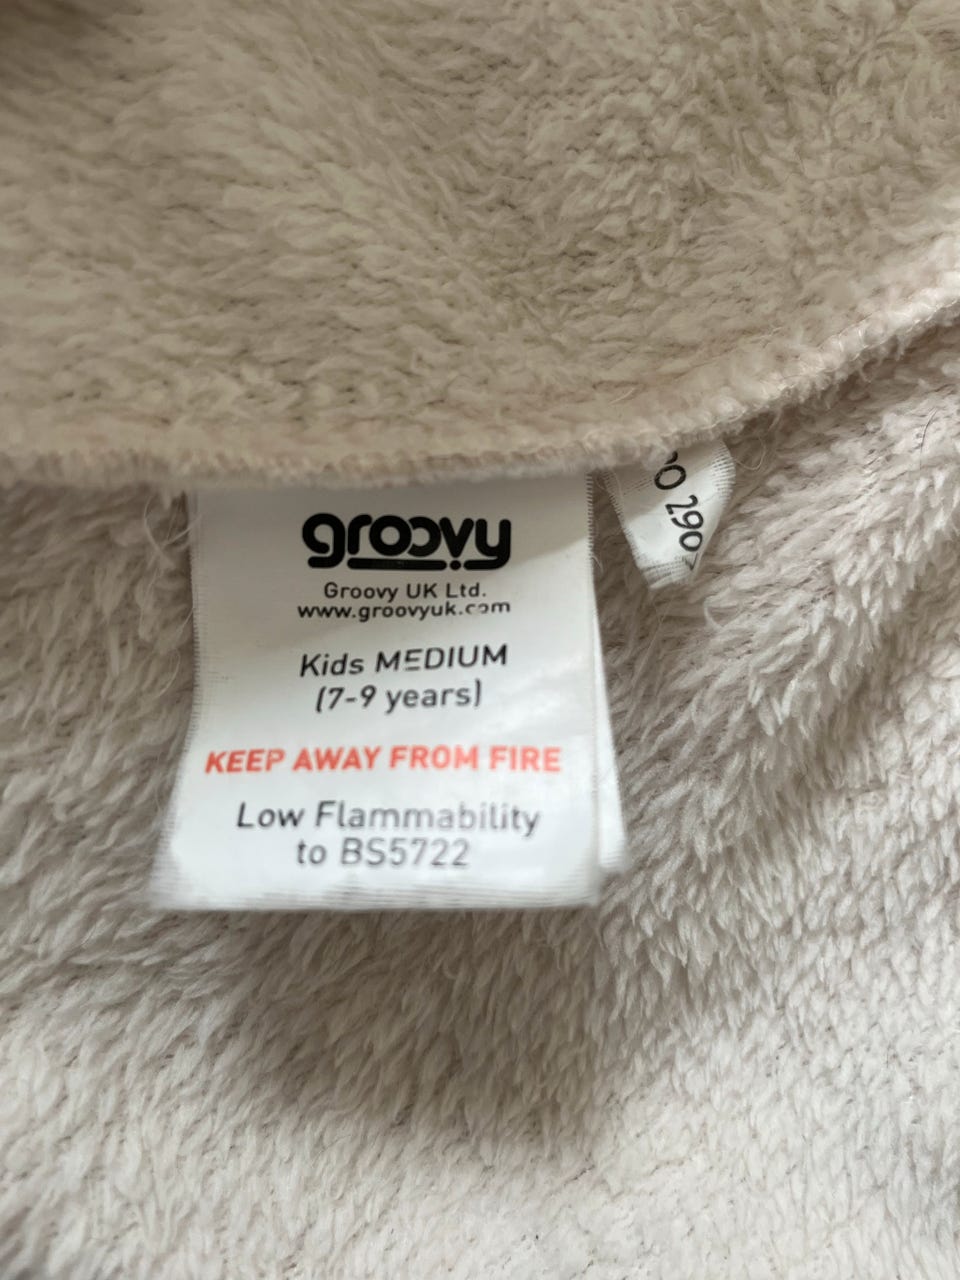 groovy
Groovy UK Ltd.
www.groovyuk.com
Kids MEDIUM
(7-9 years)
KEEP AWAY FROM FIRE
Low Flammability
to BS5722
290